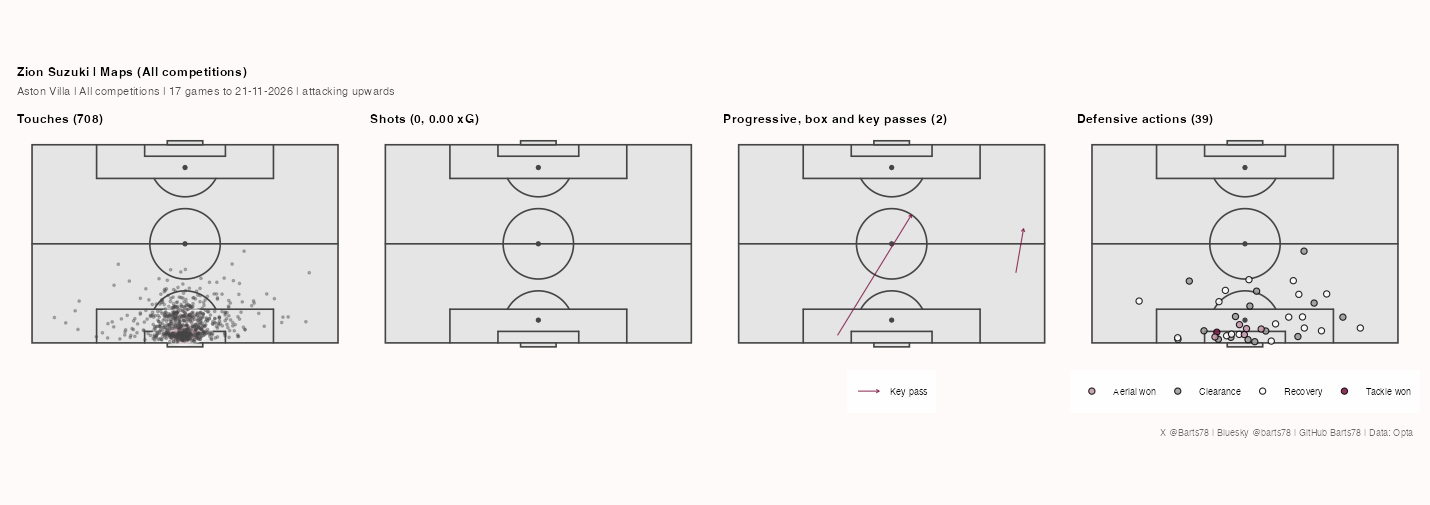 Zion Suzuki | Maps (All competitions)
Aston Villa | All competitions | 17 games to 21-11-2026 | attacking upwards
Touches (708)
Shots (0, 0.00 xG)
Progressive, box and key passes (2)
Defensive actions (39)
Key pass
Aerial won
Clearance
Recovery
Tackle won
X @Barts78 | Bluesky @barts78 | GitHub Barts78 | Data: Opta